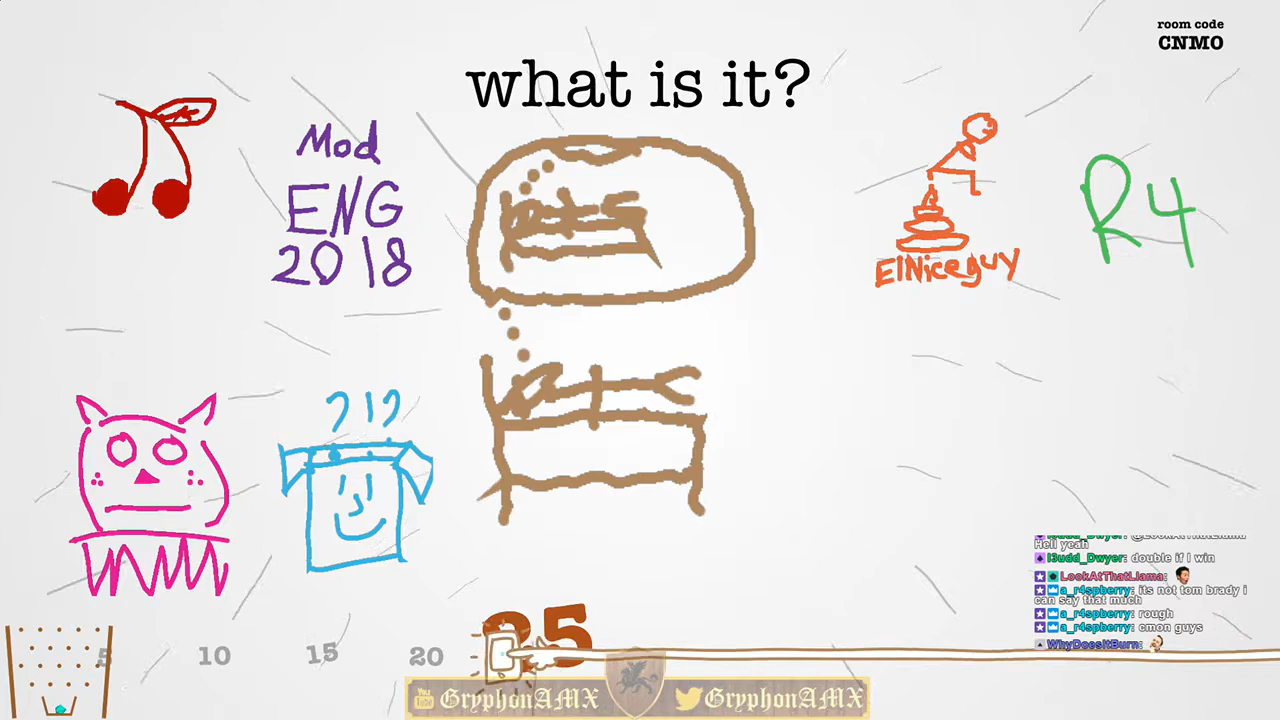 room code
CNMO
what is it?
Mod
ENG
2018
ElNiceguy
R4
? ! ?
Hell yeah
l3udd_Dwyer: double if I win
LookAtThatLlama:
a_r4spberry: its not tom brady i
can say that much
a_r4spberry: rough
a_r4spberry: cmon guys
WhyDoesItBurn:
5
10
15
20
25
GryphonAMX
GryphonAMX